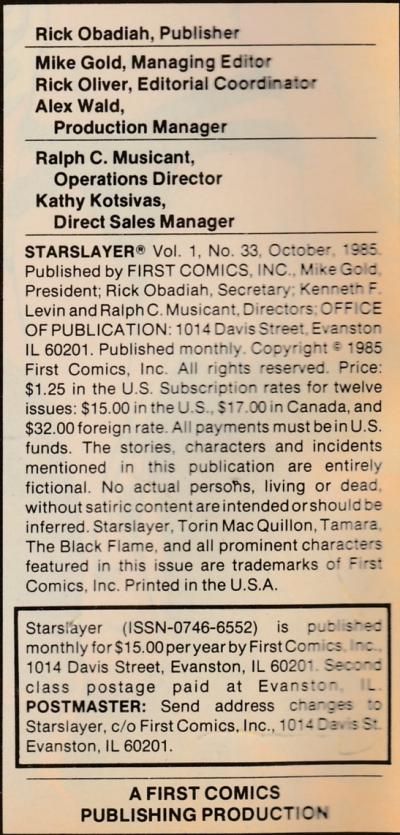 Rick Obadiah, Publisher
Mike Gold, Managing Editor
Rick Oliver, Editorial Coordinator
Alex Wald,
Production Manager
Ralph C. Musicant,
Operations Director
Kathy Kotsivas,
Direct Sales Manager
STARSLAYER® Vol. 1, No. 33, October, 1985.
Published by FIRST COMICS, INC., Mike Gold,
President; Rick Obadiah, Secretary; Kenneth F.
Levin and Ralph C. Musicant, Directors; OFFICE
OF PUBLICATION: 1014 Davis Street, Evanston
IL 60201. Published monthly. Copyright © 1985
First Comics, Inc. All rights reserved. Price:
$1.25 in the U.S. Subscription rates for twelve
issues: $15.00 in the U.S., $17.00 in Canada, and
$32.00 foreign rate. All payments must be in U.S.
funds. The stories, characters and incidents
mentioned in this publication are entirely
fictional. No actual persons, living or dead,
without satiric content are intended or should be
inferred. Starslayer, Torin Mac Quillon, Tamara,
The Black Flame, and all prominent characters
featured in this issue are trademarks of First
Comics, Inc. Printed in the U.S.A.
Starslayer (ISSN-0746-6552) is published
monthly for $15.00 per year by First Comics, Inc.,
1014 Davis Street, Evanston, IL 60201. Second
class postage paid at Evanston, IL.
POSTMASTER: Send address changes to
Starslayer, c/o First Comics, Inc., 1014 Davis St.
Evanston, IL 60201.
A FIRST COMICS
PUBLISHING PRODUCTION